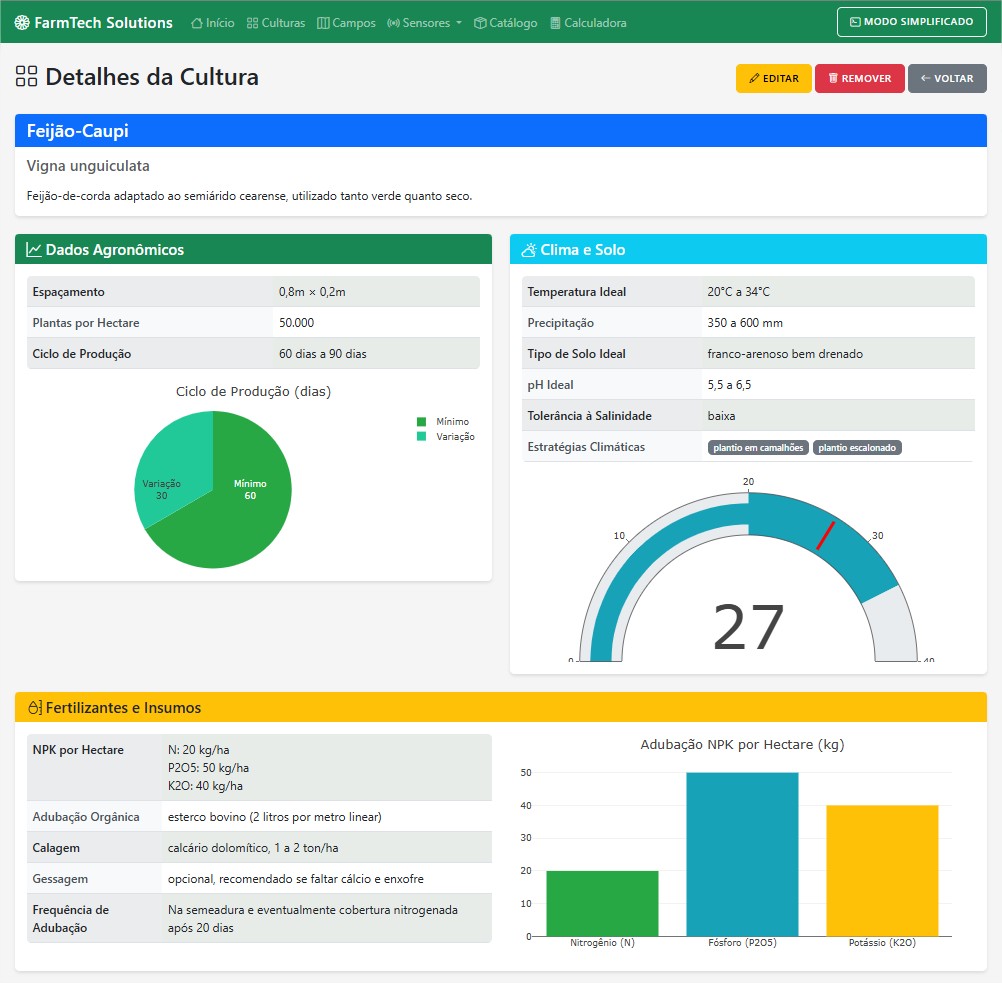 FarmTech Solutions Início Culturas Campos Sensores Catálogo Calculadora MODO SIMPLIFICADO
Detalhes da Cultura
EDITAR REMOVER VOLTAR
Feijão-Caupi
Vigna unguiculata
Feijão-de-corda adaptado ao semiárido cearense, utilizado tanto verde quanto seco.
Dados Agronômicos
Espaçamento 0,8m × 0,2m
Plantas por Hectare 50.000
Ciclo de Produção 60 dias a 90 dias
Ciclo de Produção (dias)
Mínimo
Variação
Variação
30
Mínimo
60
Clima e Solo
Temperatura Ideal 20°C a 34°C
Precipitação 350 a 600 mm
Tipo de Solo Ideal franco-arenoso bem drenado
pH Ideal 5,5 a 6,5
Tolerância à Salinidade baixa
Estratégias Climáticas plantio em camalhões plantio escalonado
20
10 30
27
0 40
Fertilizantes e Insumos
NPK por Hectare N: 20 kg/ha
P2O5: 50 kg/ha
K2O: 40 kg/ha
Adubação Orgânica esterco bovino (2 litros por metro linear)
Calagem calcário dolomítico, 1 a 2 ton/ha
Gessagem opcional, recomendado se faltar cálcio e enxofre
Frequência de Adubação Na semeadura e eventualmente cobertura nitrogenada
após 20 dias
Adubação NPK por Hectare (kg)
50
40
30
20
10
0
Nitrogênio (N) Fósforo (P2O5) Potássio (K2O)